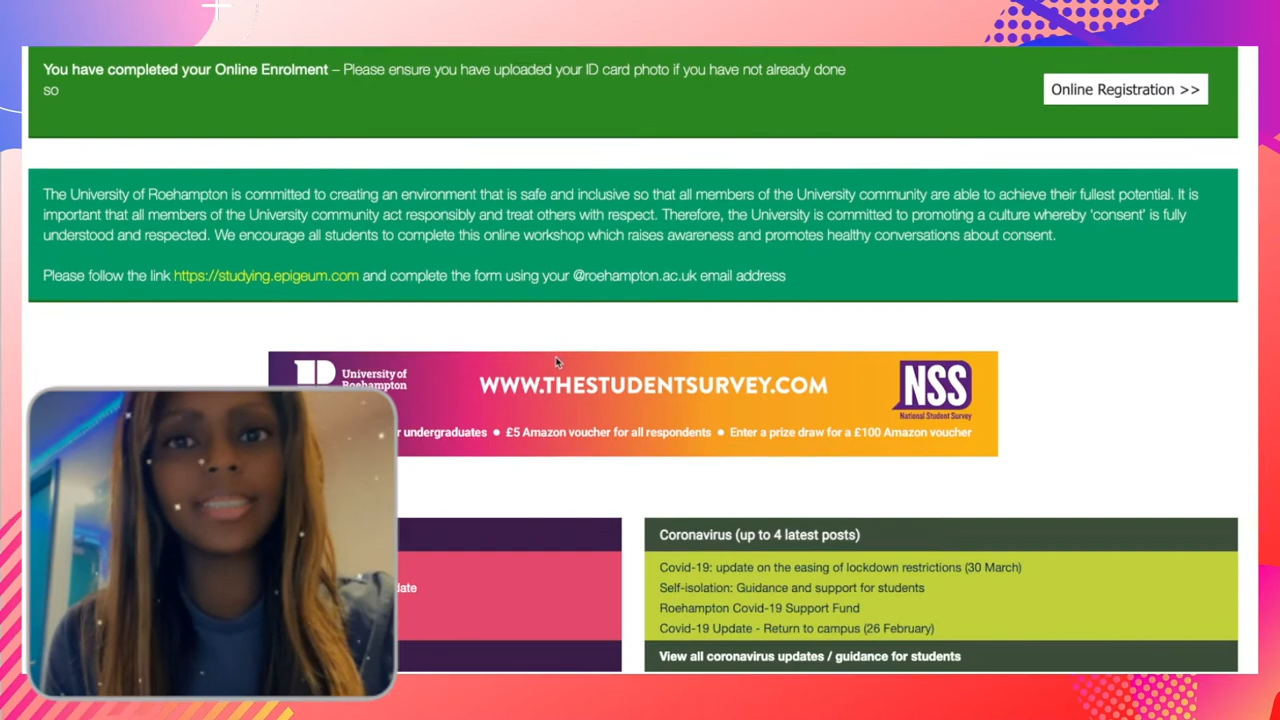 You have completed your Online Enrolment – Please ensure you have uploaded your ID card photo if you have not already done
so
Online Registration >>
The University of Roehampton is committed to creating an environment that is safe and inclusive so that all members of the University community are able to achieve their fullest potential. It is
important that all members of the University community act responsibly and treat others with respect. Therefore, the University is committed to promoting a culture whereby 'consent' is fully
understood and respected. We encourage all students to complete this online workshop which raises awareness and promotes healthy conversations about consent.
Please follow the link https://studying.epigeum.com and complete the form using your @roehampton.ac.uk email address
University of
Roehampton
WWW.THESTUDENTSURVEY.COM
NSS
National Student Survey
undergraduates • £5 Amazon voucher for all respondents • Enter a prize draw for a £100 Amazon voucher
Coronavirus (up to 4 latest posts)
Covid-19: update on the easing of lockdown restrictions (30 March)
Self-isolation: Guidance and support for students
Roehampton Covid-19 Support Fund
Covid-19 Update - Return to campus (26 February)
View all coronavirus updates / guidance for students